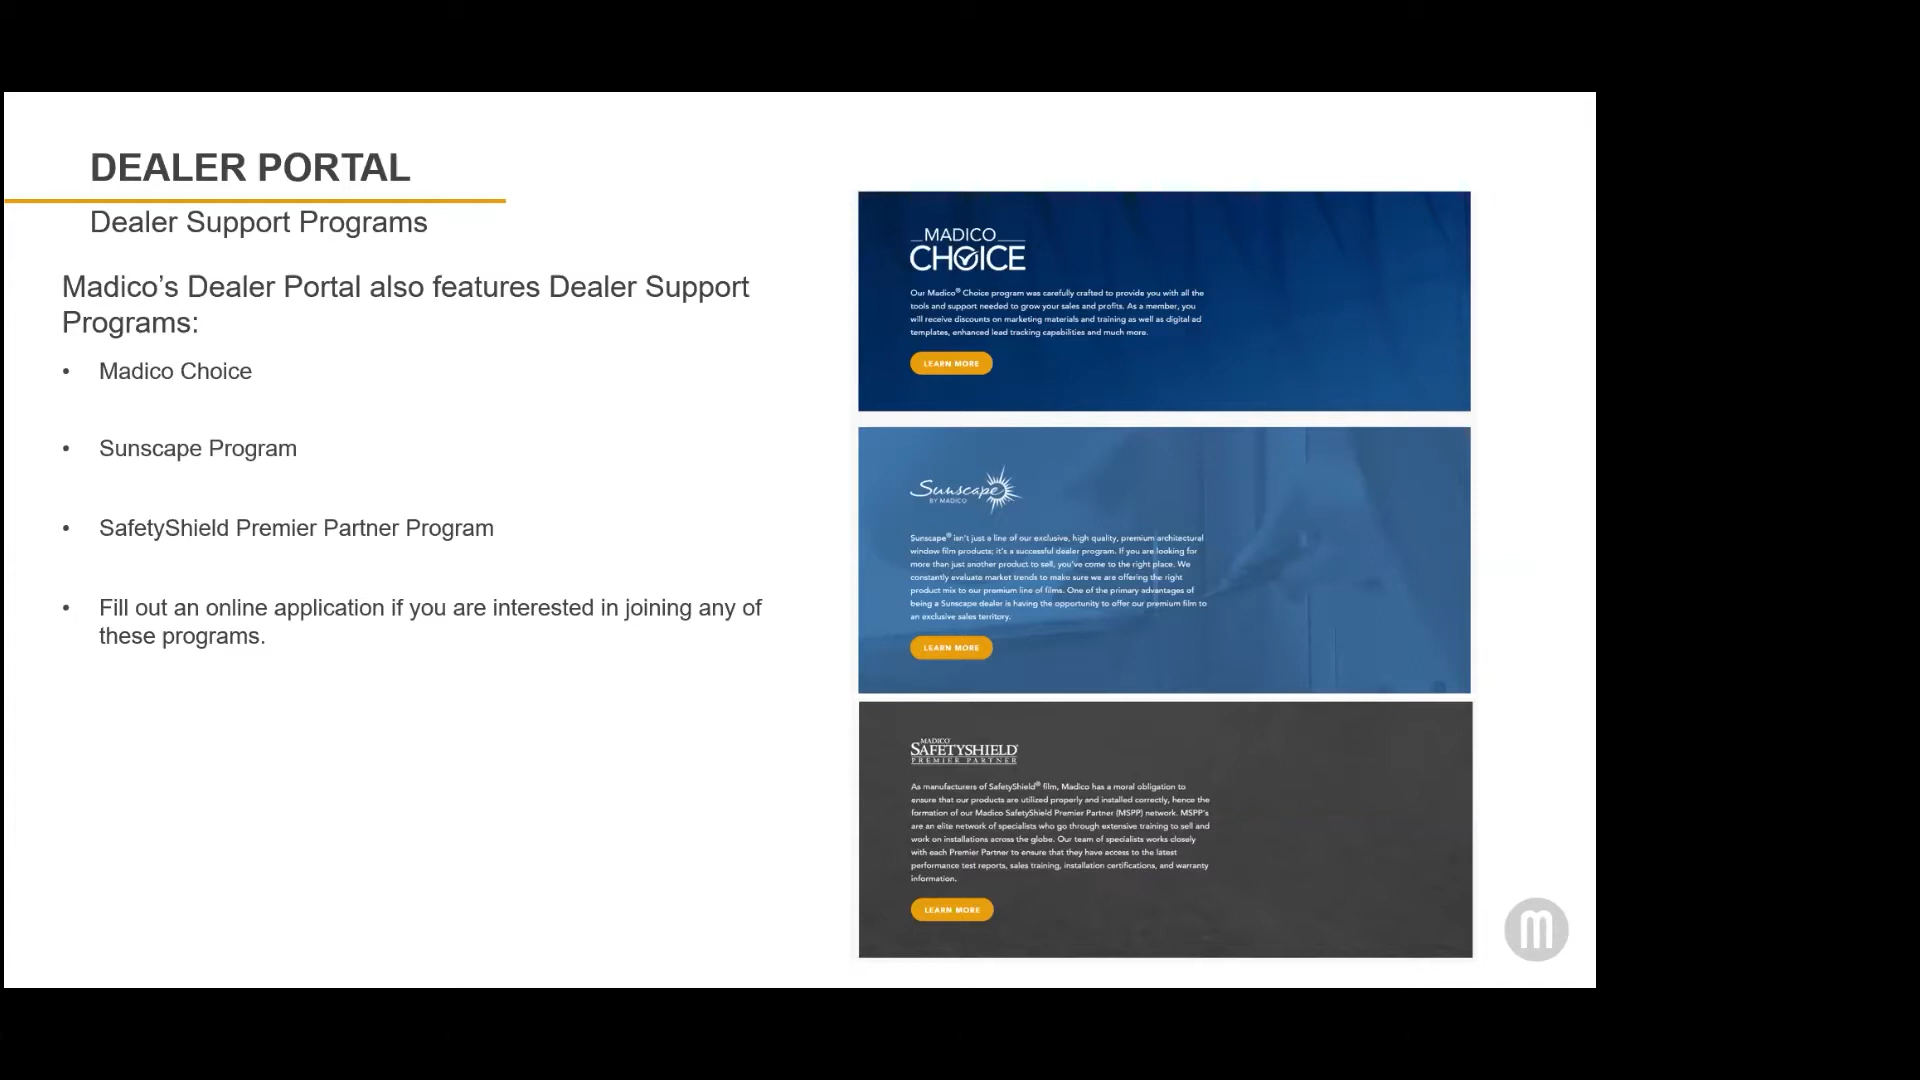 DEALER PORTAL
Dealer Support Programs
Madico’s Dealer Portal also features Dealer Support
Programs:
• Madico Choice
• Sunscape Program
• SafetyShield Premier Partner Program
• Fill out an online application if you are interested in joining any of
these programs.
MADICO
CHOICE
Our Madico® Choice program was carefully crafted to provide you with all the
tools and support needed to grow your sales and profits. As a member, you
will receive discounts on marketing materials and training as well as digital ad
templates, enhanced lead tracking capabilities and much more.
LEARN MORE
Sunscape
BY MADICO
Sunscape® isn't just a line of our exclusive, high quality, premium architectural
window film products; it's a successful dealer program. If you are looking for
more than just another product to sell, you've come to the right place. We
constantly evaluate market trends to make sure we are offering the right
product mix to our premium line of films. One of the primary advantages of
being a Sunscape dealer is having the opportunity to offer our premium film to
an exclusive sales territory.
LEARN MORE
MADICO
SAFETYSHIELD
PREMIER PARTNER
As manufacturers of SafetyShield® film, Madico has a moral obligation to
ensure that our products are utilized properly and installed correctly, hence the
formation of our Madico SafetyShield Premier Partner (MSPP) network. MSPP's
are an elite network of specialists who go through extensive training to sell and
work on installations across the globe. Our team of specialists works closely
with each Premier Partner to ensure that they have access to the latest
performance test reports, sales training, installation certifications, and warranty
information.
LEARN MORE
m